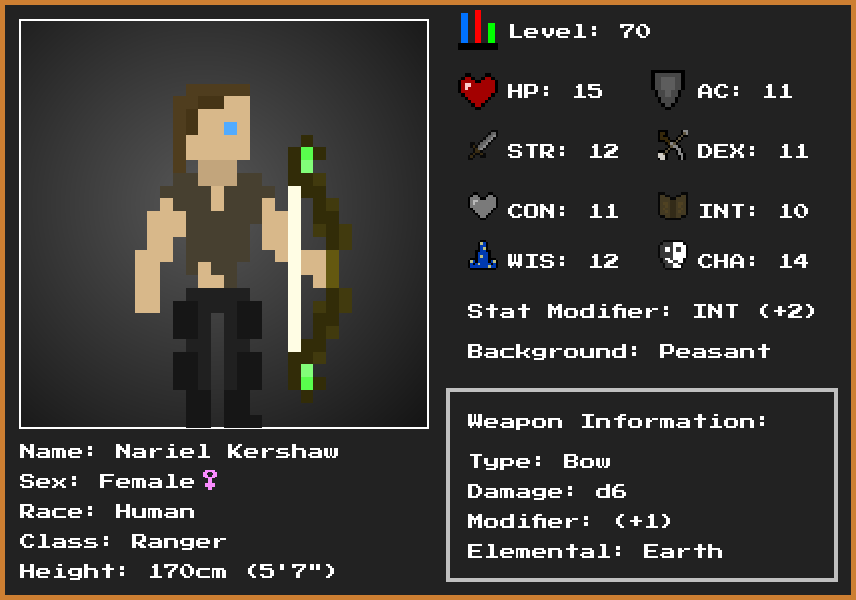 Level: 70
HP: 15 AC: 11
STR: 12 DEX: 11
CON: 11 INT: 10
WIS: 12 CHA: 14
Stat Modifier: INT (+2)
Background: Peasant
Weapon Information:
Type: Bow
Damage: d6
Modifier: (+1)
Elemental: Earth
Name: Nariel Kershaw
Sex: Female♀
Race: Human
Class: Ranger
Height: 170cm (5'7")